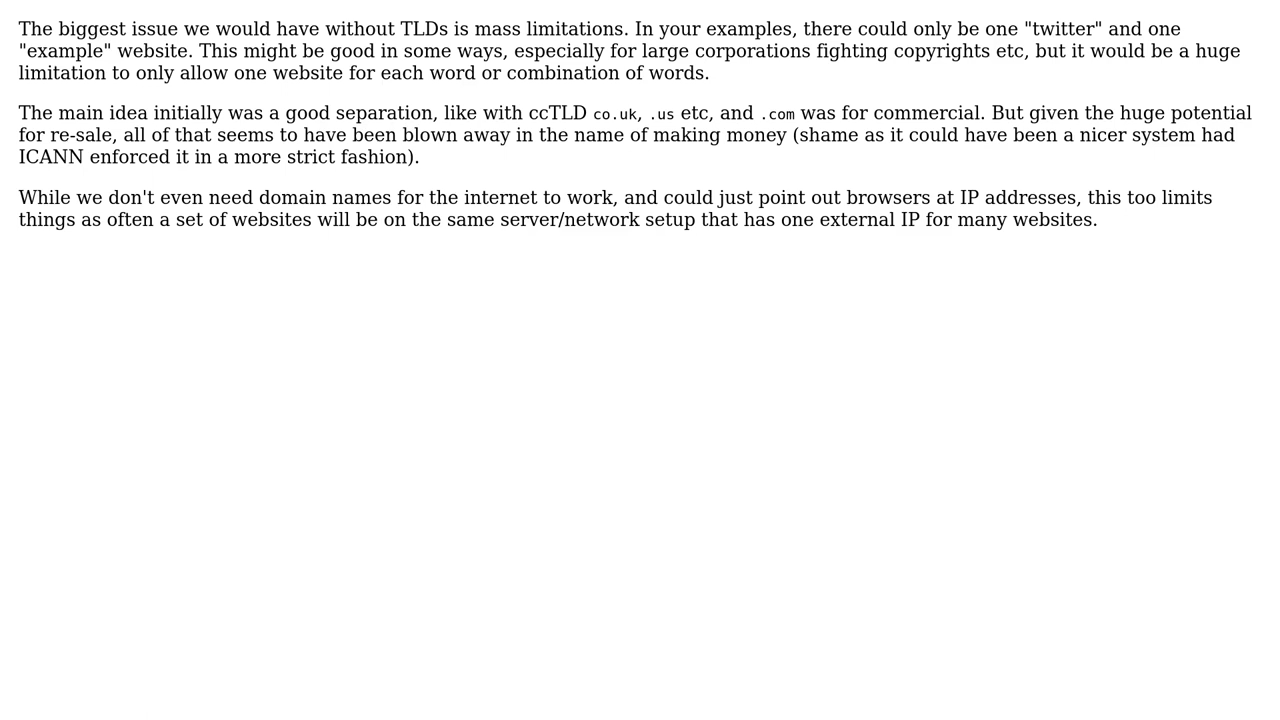 The biggest issue we would have without TLDs is mass limitations. In your examples, there could only be one "twitter" and one
"example" website. This might be good in some ways, especially for large corporations fighting copyrights etc, but it would be a huge
limitation to only allow one website for each word or combination of words.
The main idea initially was a good separation, like with ccTLD co.uk, .us etc, and .com was for commercial. But given the huge potential
for re-sale, all of that seems to have been blown away in the name of making money (shame as it could have been a nicer system had
ICANN enforced it in a more strict fashion).
While we don't even need domain names for the internet to work, and could just point out browsers at IP addresses, this too limits
things as often a set of websites will be on the same server/network setup that has one external IP for many websites.